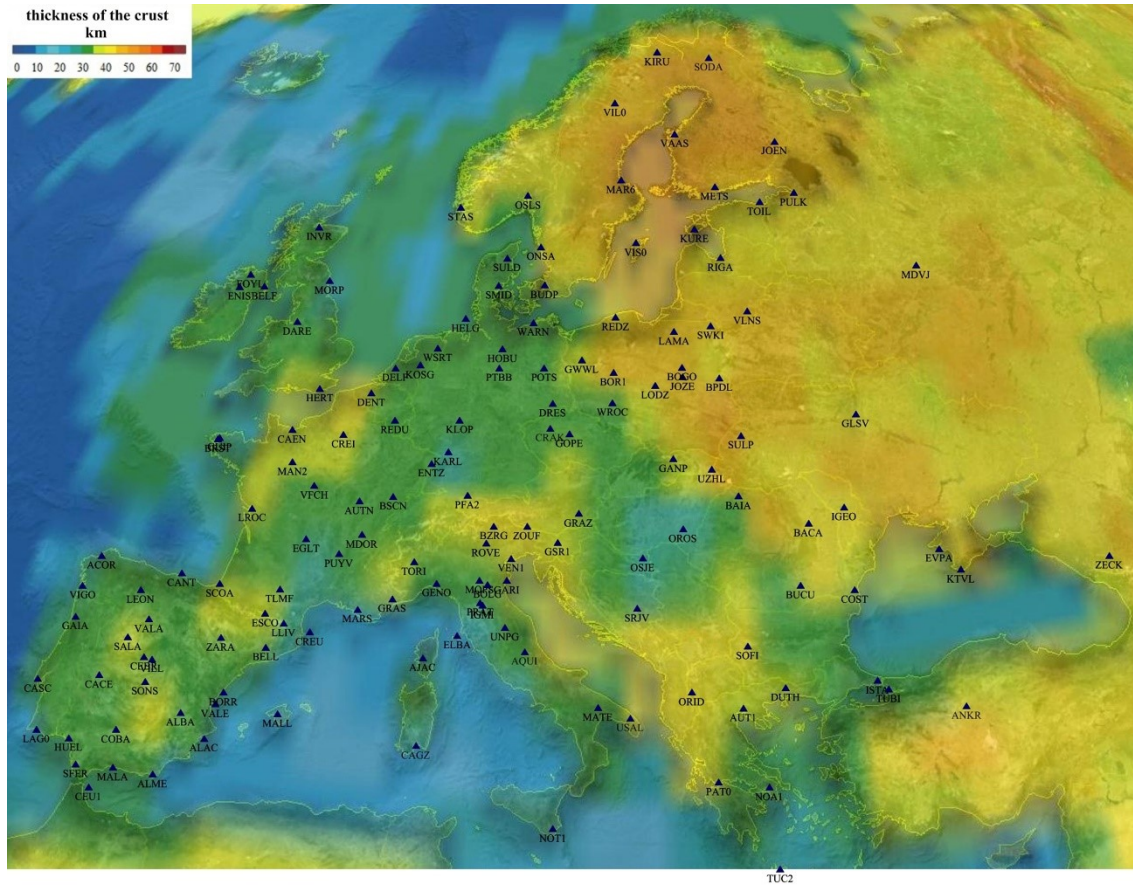 thickness of the crust
km
0 10 20 30 40 50 60 70
KIRU
SODA
VIL0
VAAS
JOEN
MAR6
METS
TOIL
PULK
OSLS
STAS
INVR
KURE
VIS0
ONSA
RIGA
SULD
MDVJ
FOYL
ENIS
BELF
MORP
SMID
BUDP
DARE
HELG
WARN
REDZ
LAMA
SWKI
VLNS
WSRT
HOBU
DELF
KOSG
PTBB
POTS
GWWL
BOR1
BOGO
JOZE
BPDL
LODZ
HERT
DENT
DRES
WROC
CAEN
CREI
REDU
KLOP
CRAK
GOPE
SULP
GLSV
BRST
MAN2
KARL
ENTZ
GANP
UZHL
VFCH
AUTN
BSCN
PFA2
BAIA
LROC
GRAZ
IGEO
BACA
BZRG
ZOUF
OROS
EGLT
MDOR
ROVE
GSR1
PUYV
TORI
VEN1
OSJE
EVPA
ZECK
ACOR
CANT
KTVL
VIGO
LEON
SCOA
TLMF
GENO
BUCU
COST
GRAS
MARS
PRAT
IGMI
GAIA
VALA
ESCO
LLIV
CREU
SRJV
UNPG
ELBA
SALA
ZARA
BELL
AQUI
SOFI
AJAC
CACE
SONS
CASC
BORR
VALE
ORID
DUTH
ISTA
TUBI
ALBA
MALL
MATE
USAL
AUT1
ANKR
LAG0
HUEL
COBA
ALAC
CAGZ
SFER
MALA
ALME
CEU1
PAT0
NOA1
NOT1
TUC2